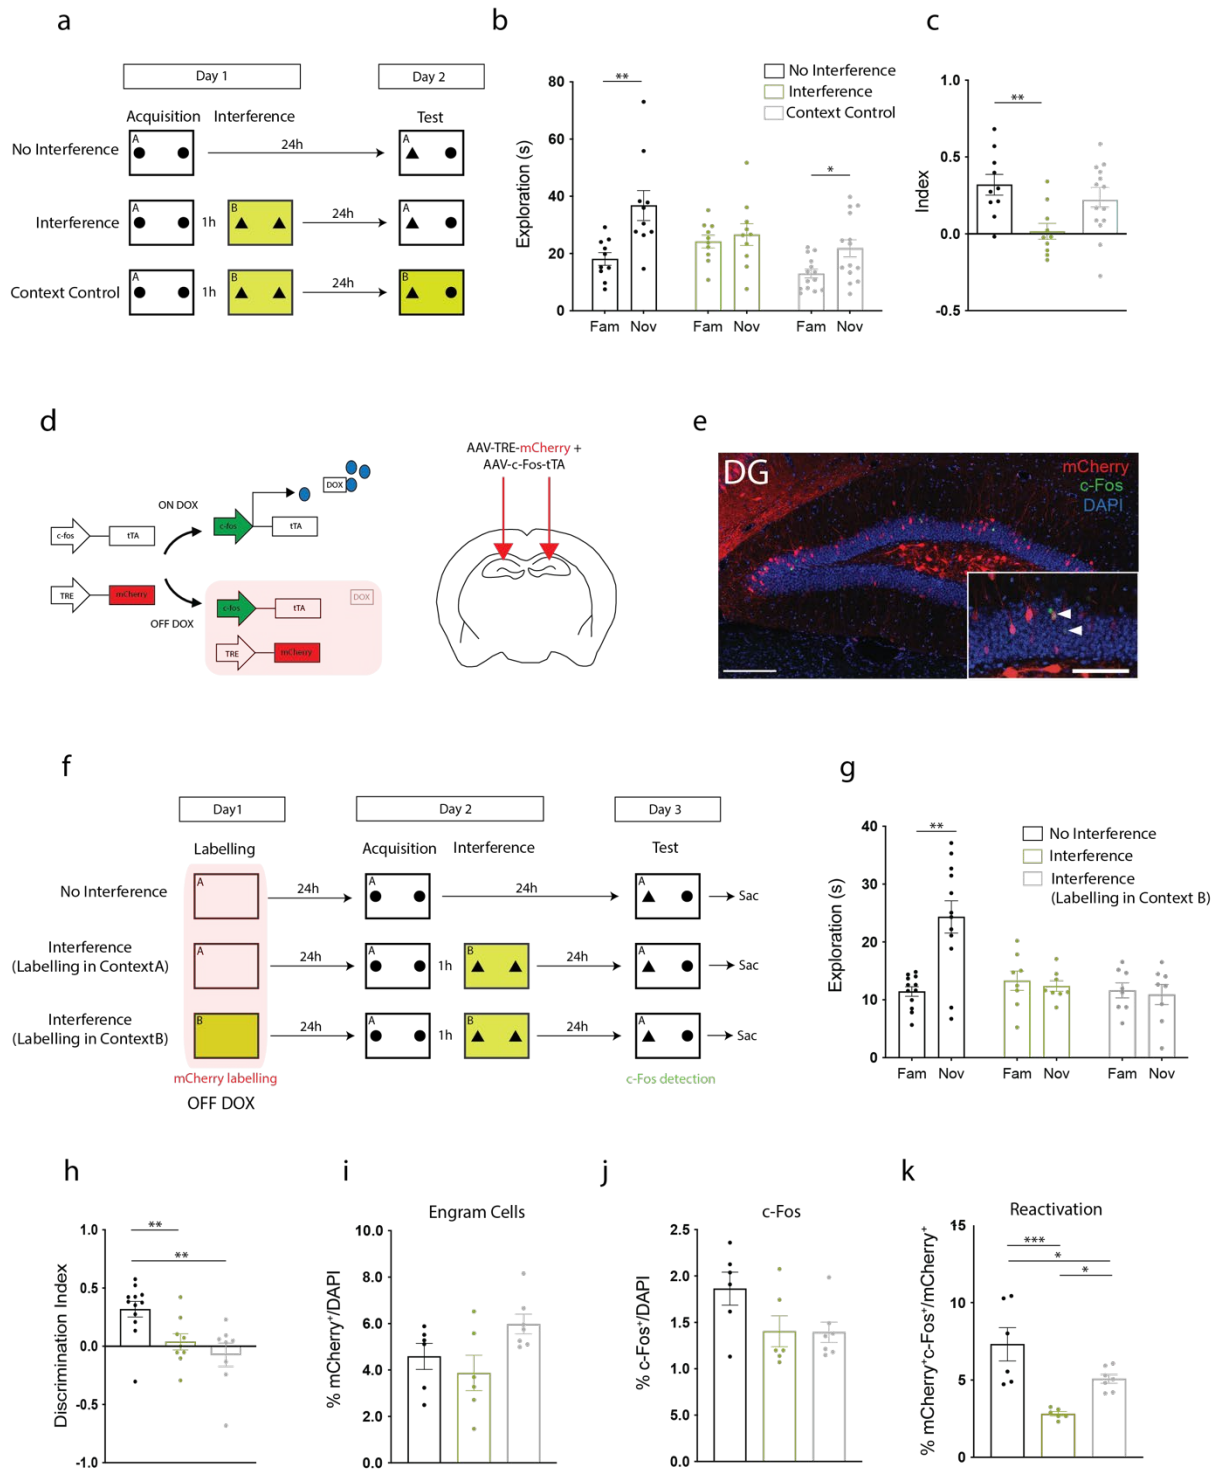 a
Day 1
Day 2
Acquisition
Interference
Test
No Interference
A
24h
A
Interference
A
1h
B
24h
A
Context Control
A
1h
B
24h
B
b
No Interference
Interference
Context Control
Exploration (s)
80
60
40
20
0
**
*
Fam
Nov
Fam
Nov
Fam
Nov
c
Index
1.0
0.5
0.0
-0.5
**
d
c-fos
tTA
TRE
mCherry
ON DOX
OFF DOX
c-fos
tTA
DOX
c-fos
tTA
DOX
TRE
mCherry
AAV-TRE-mCherry +
AAV-c-Fos-tTA
e
DG
mCherry
c-Fos
DAPI
f
Day1
Day 2
Day 3
Labelling
Acquisition
Interference
Test
No Interference
A
24h
A
24h
A
Sac
Interference
(Labelling in ContextA)
A
24h
A
1h
B
24h
A
Sac
Interference
(Labelling in ContextB)
B
24h
A
1h
B
24h
A
Sac
mCherry labelling
c-Fos detection
OFF DOX
g
No Interference
Interference
Interference
(Labelling in Context B)
Exploration (s)
40
30
20
10
0
**
Fam
Nov
Fam
Nov
Fam
Nov
h
Discrimination Index
1.0
0.5
0.0
-0.5
-1.0
**
**
i
Engram Cells
% mCherry⁺/DAPI
10.0
8.0
6.0
4.0
2.0
0.0
j
c-Fos
% c-Fos⁺/DAPI
2.5
2.0
1.5
1.0
0.5
0.0
k
Reactivation
% mCherry⁺c-Fos⁺/mCherry⁺
15
10
5
0
***
*
*